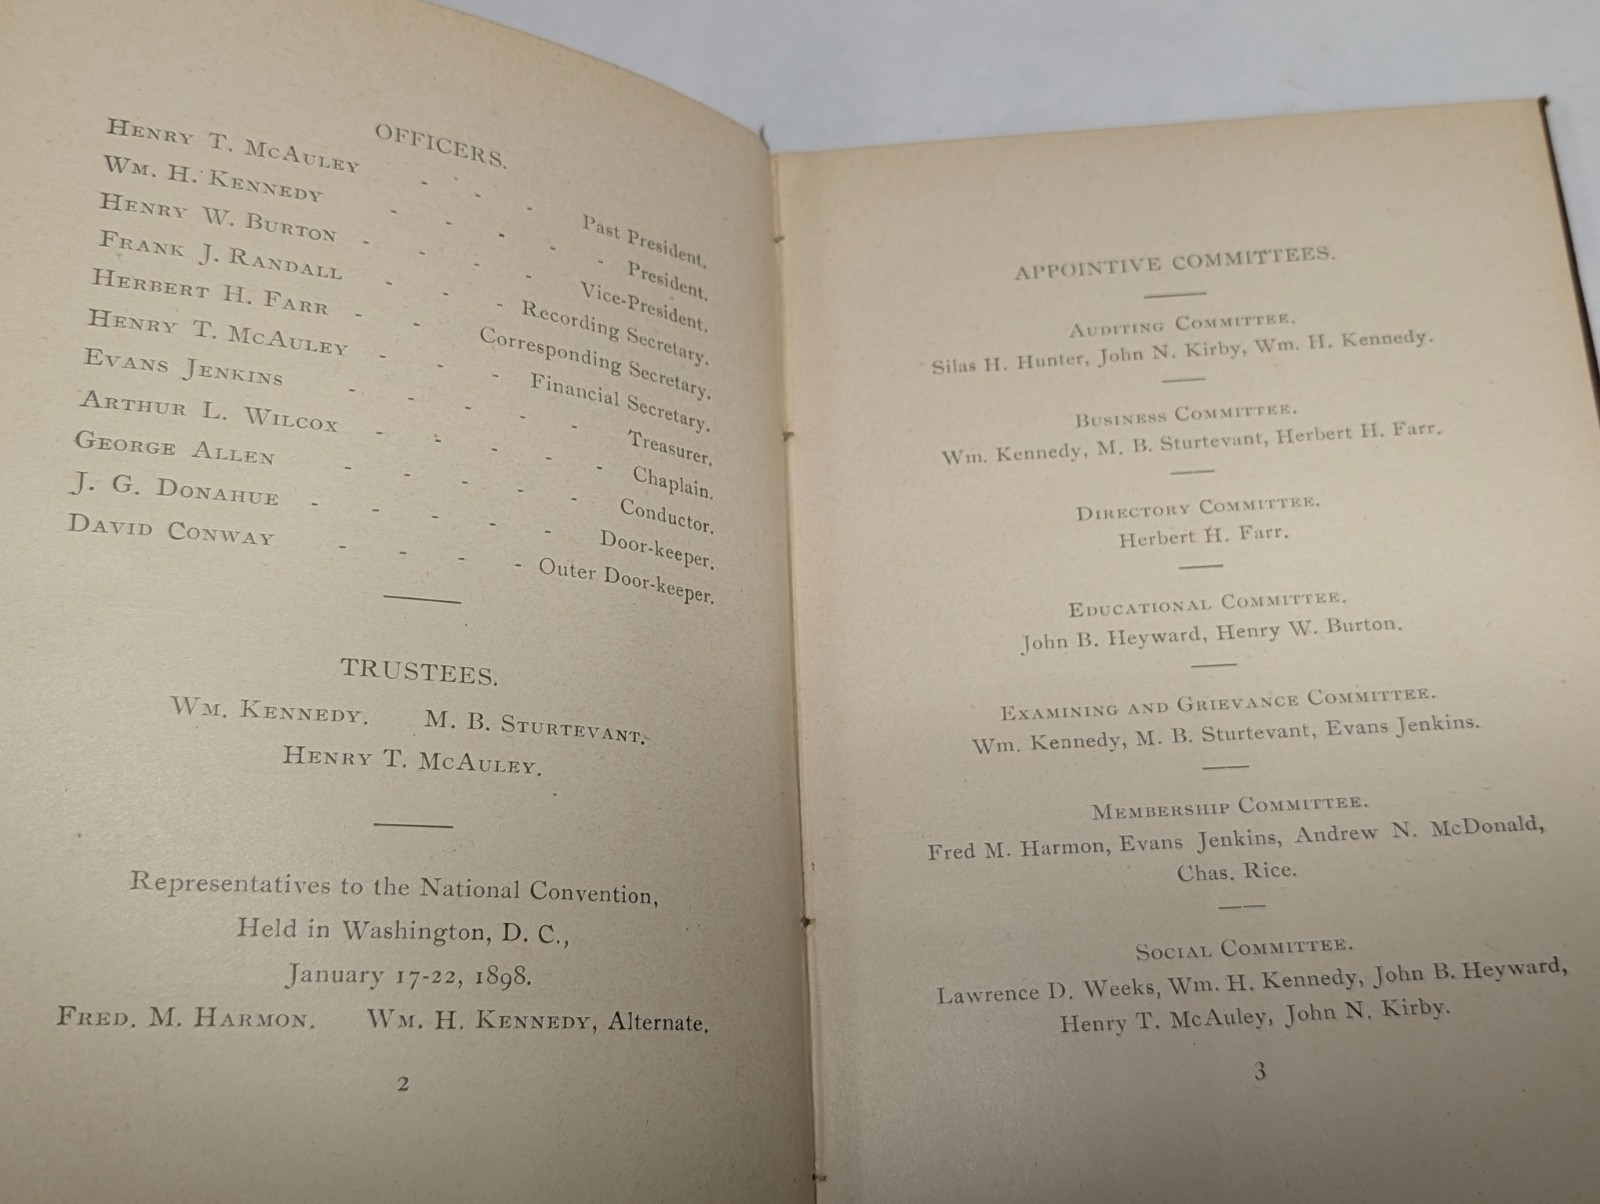 OFFICERS.
HENRY T. MCAULEY - - - Past President.
WM. H. KENNEDY - - - - - President.
HENRY W. BURTON - - - - Vice-President.
FRANK J. RANDALL - - - Recording Secretary.
HERBERT H. FARR - - Corresponding Secretary.
HENRY T. MCAULEY - - - Financial Secretary.
EVANS JENKINS - - - - - Treasurer.
ARTHUR L. WILCOX - - - - - Chaplain.
GEORGE ALLEN - - - - - Conductor.
J. G. DONAHUE - - - - - Door-keeper.
DAVID CONWAY - - - - Outer Door-keeper.
TRUSTEES.
WM. KENNEDY. M. B. STURTEVANT.
HENRY T. MCAULEY.
Representatives to the National Convention,
Held in Washington, D. C.,
January 17-22, 1898.
FRED. M. HARMON. WM. H. KENNEDY, Alternate.
2
APPOINTIVE COMMITTEES.
AUDITING COMMITTEE.
Silas H. Hunter, John N. Kirby, Wm. H. Kennedy.
BUSINESS COMMITTEE.
Wm. Kennedy, M. B. Sturtevant, Herbert H. Farr.
DIRECTORY COMMITTEE.
Herbert H. Farr.
EDUCATIONAL COMMITTEE.
John B. Heyward, Henry W. Burton.
EXAMINING AND GRIEVANCE COMMITTEE.
Wm. Kennedy, M. B. Sturtevant, Evans Jenkins.
MEMBERSHIP COMMITTEE.
Fred M. Harmon, Evans Jenkins, Andrew N. McDonald,
Chas. Rice.
SOCIAL COMMITTEE.
Lawrence D. Weeks, Wm. H. Kennedy, John B. Heyward,
Henry T. McAuley, John N. Kirby.
3